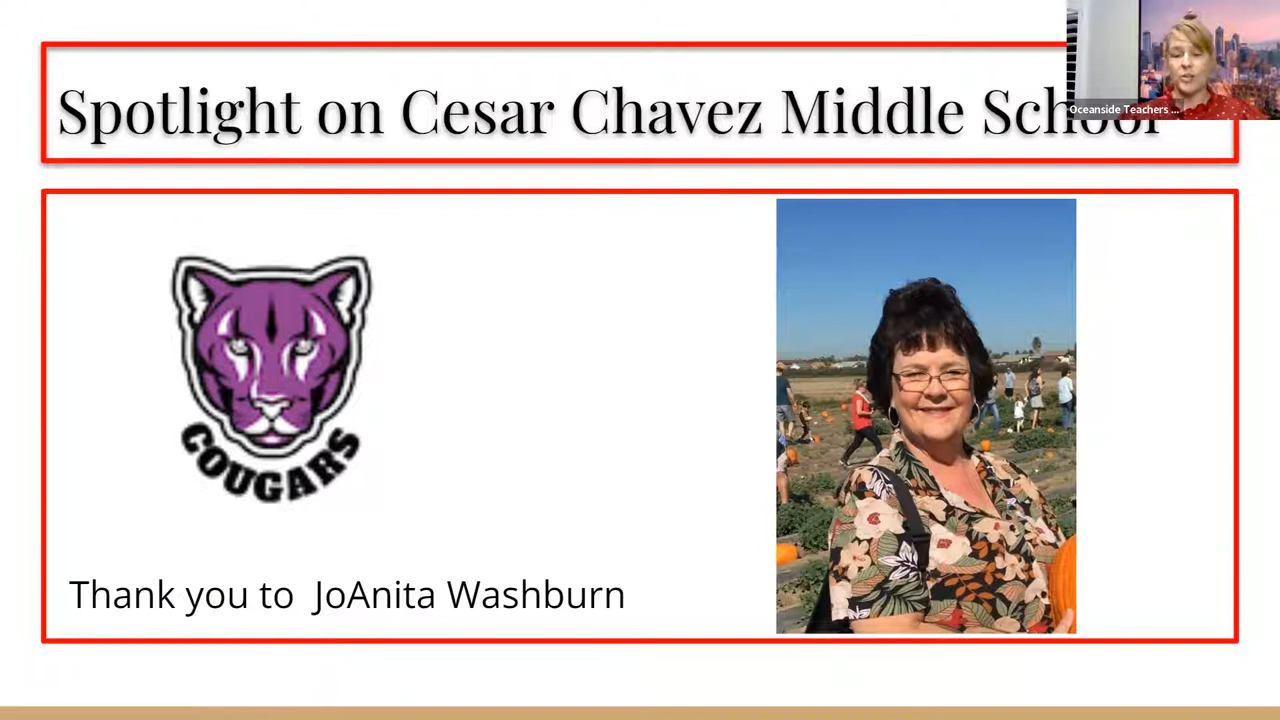 Spotlight on Cesar Chavez Middle School
Oceanside Teachers ...
COUGARS
Thank you to JoAnita Washburn